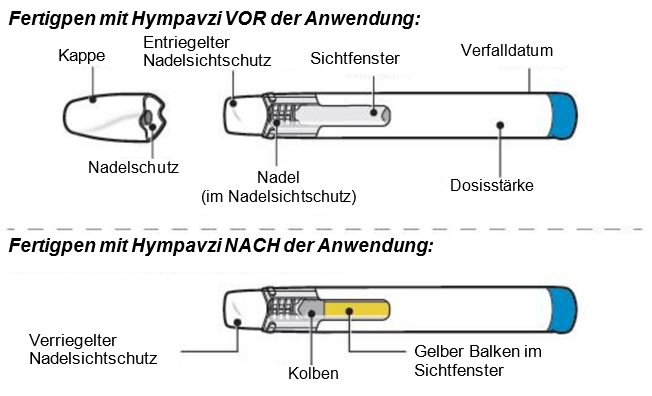 Fertigpen mit Hympavzi VOR der Anwendung:
Kappe
Entriegelter
Nadelsichtschutz
Sichtfenster
Verfalldatum
Nadelschutz
Nadel
(im Nadelsichtschutz)
Dosisstärke
Fertigpen mit Hympavzi NACH der Anwendung:
Verriegelter
Nadelsichtschutz
Kolben
Gelber Balken im
Sichtfenster